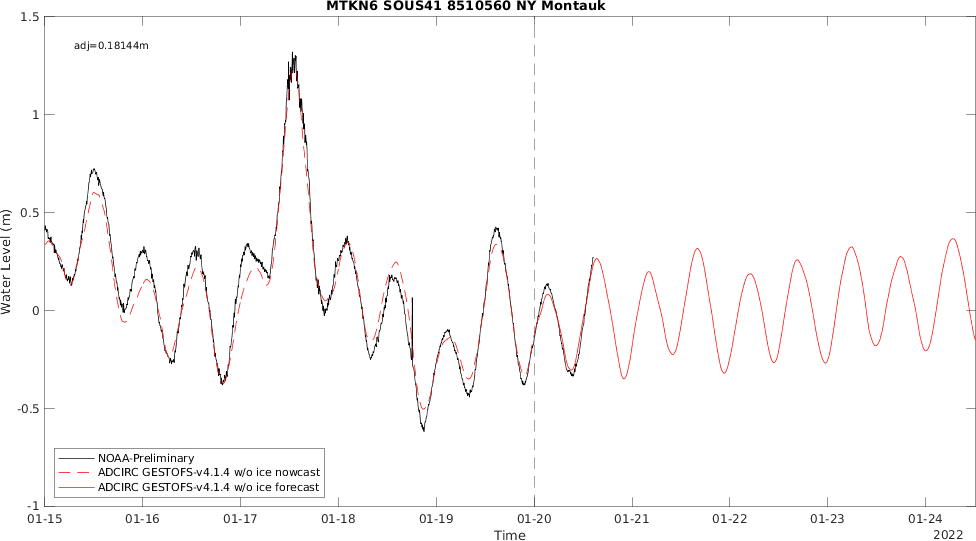 MTKN6 SOUS41 8510560 NY Montauk
adj=0.18144m
1.5
1
0.5
0
-0.5
-1
Water Level (m)
NOAA-Preliminary
ADCIRC GESTOFS-v4.1.4 w/o ice nowcast
ADCIRC GESTOFS-v4.1.4 w/o ice forecast
01-15 01-16 01-17 01-18 01-19 01-20 01-21 01-22 01-23 01-24
Time
2022